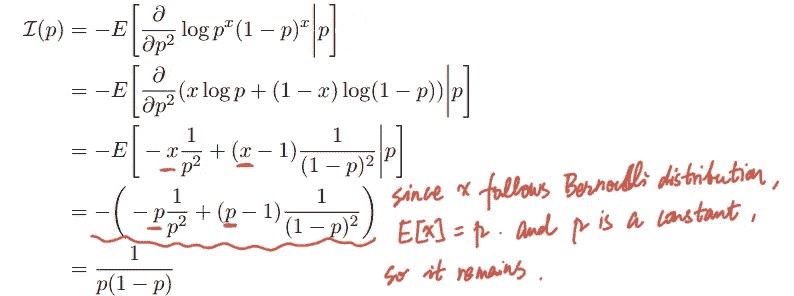 $\mathcal{I}(p) = -E\left[\frac{\partial}{\partial p^2} \log p^x (1-p)^x \middle| p\right]$
$= -E\left[\frac{\partial}{\partial p^2} (x \log p + (1-x) \log(1-p)) \middle| p\right]$
$= -E\left[-x\frac{1}{p^2} + (x-1)\frac{1}{(1-p)^2} \middle| p\right]$
$= -\left(-p\frac{1}{p^2} + (p-1)\frac{1}{(1-p)^2}\right)$
$= \frac{1}{p(1-p)}$
since x follows Bernoulli distribution,
E[x] = p. and p is a constant,
so it remains.